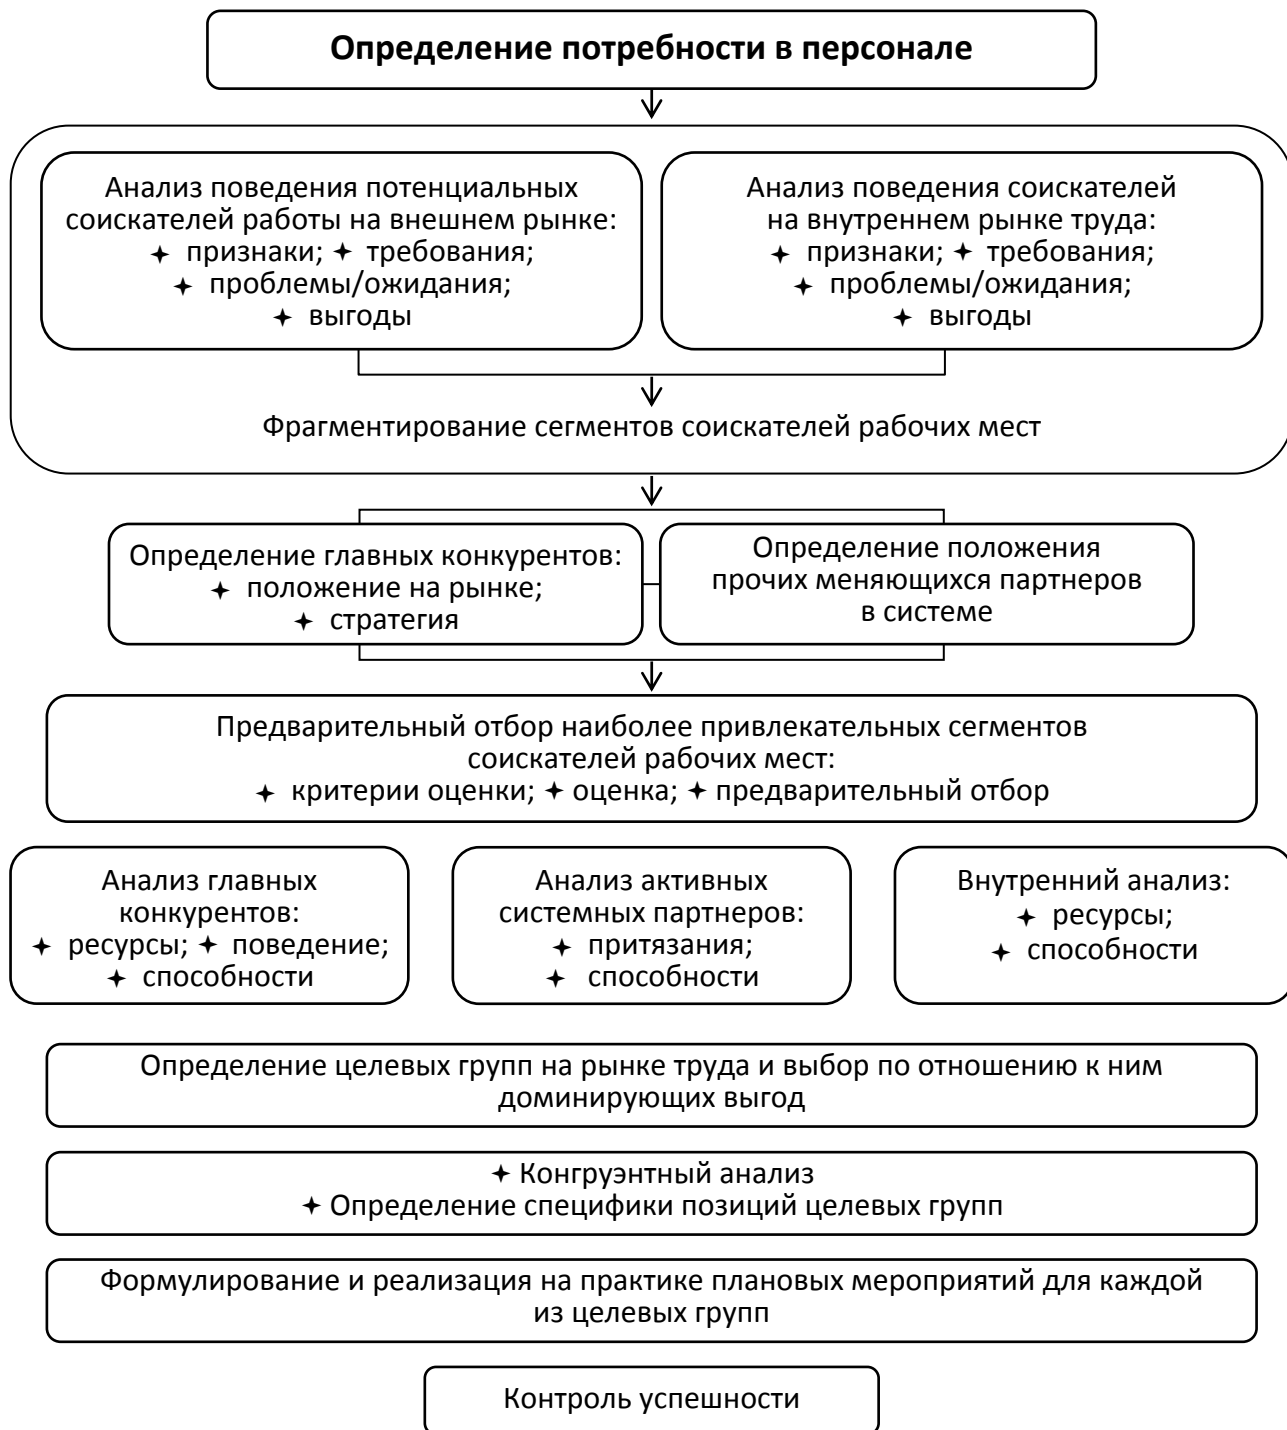 Определение потребности в персонале
Анализ поведения потенциальных
соискателей работы на внешнем рынке:
✦ признаки; ✦ требования;
✦ проблемы/ожидания;
✦ выгоды
Анализ поведения соискателей
на внутреннем рынке труда:
✦ признаки; ✦ требования;
✦ проблемы/ожидания;
✦ выгоды
Фрагментирование сегментов соискателей рабочих мест
Определение главных конкурентов:
✦ положение на рынке;
✦ стратегия
Определение положения
прочих меняющихся партнеров
в системе
Предварительный отбор наиболее привлекательных сегментов
соискателей рабочих мест:
✦ критерии оценки; ✦ оценка; ✦ предварительный отбор
Анализ главных
конкурентов:
✦ ресурсы; ✦ поведение;
✦ способности
Анализ активных
системных партнеров:
✦ притязания;
✦ способности
Внутренний анализ:
✦ ресурсы;
✦ способности
Определение целевых групп на рынке труда и выбор по отношению к ним
доминирующих выгод
✦ Конгруэнтный анализ
✦ Определение специфики позиций целевых групп
Формулирование и реализация на практике плановых мероприятий для каждой
из целевых групп
Контроль успешности